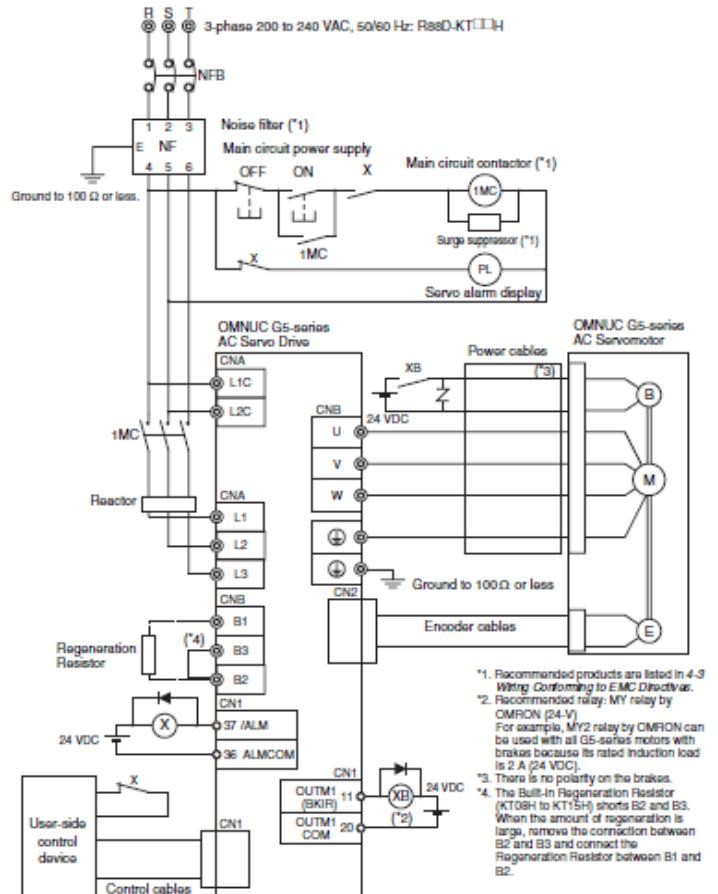 R S T
3-phase 200 to 240 VAC, 50/60 Hz: R88D-KT□□H
NFB
1 2 3
Noise filter (*1)
E NF
Main circuit power supply
4 5 6
OFF ON X
Main circuit contactor (*1)
Ground to 100 Ω or less.
1MC
1MC
Surge suppressor (*1)
X
PL
Servo alarm display
OMNUC G5-series
AC Servo Drive
OMNUC G5-series
AC Servomotor
CNA
L1C
L2C
XB
Power cables
(*3)
24 VDC
B
CNB
U
V
W
M
1MC
Reactor
CNA
L1
L2
L3
Ground to 100 Ω or less
CN2
Encoder cables
E
CNB
B1
B3
B2
(*4)
Regeneration
Resistor
CN1
X
37 /ALM
24 VDC
36 ALMCOM
X
User-side
control
device
CN1
Control cables
CN1
OUTM1
(BKIR)
11
XB
24 VDC
OUTM1
COM
20
(*2)
*1. Recommended products are listed in 4-3
Wiring Conforming to EMC Directives.
*2. Recommended relay: MY relay by
OMRON (24-V)
For example, MY2 relay by OMRON can
be used with all G5-series motors with
brakes because its rated induction load
is 2 A (24 VDC).
*3. There is no polarity on the brakes.
*4. The Built-in Regeneration Resistor
(KT08H to KT15H) shorts B2 and B3.
When the amount of regeneration is
large, remove the connection between
B2 and B3 and connect the
Regeneration Resistor between B1 and
B2.